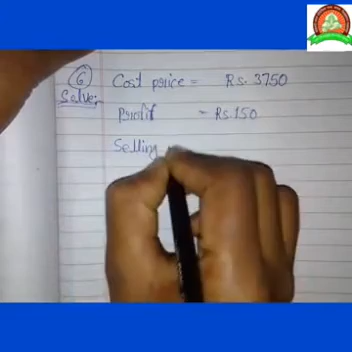 6 Cost price = Rs. 3750
Solve:
Profit = Rs. 150
Selling